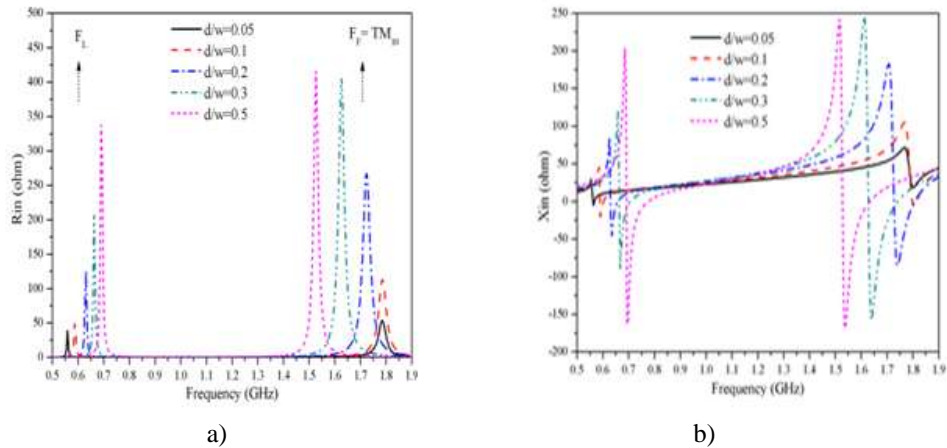 500
450
400
350
300
250
200
150
100
50
0
Rin (ohm)
F_L
d/w=0.05
d/w=0.1
d/w=0.2
d/w=0.3
d/w=0.5
0.5 0.6 0.7 0.8 0.9 1.0 1.1 1.2 1.3 1.4 1.5 1.6 1.7 1.8 1.9
Frequency (GHz)
a)
250
200
150
100
50
0
-50
-100
-150
-200
Xin (ohm)
d/w=0.05
d/w=0.1
d/w=0.2
d/w=0.3
d/w=0.5
0.5 0.6 0.7 0.8 0.9 1.0 1.1 1.2 1.3 1.4 1.5 1.6 1.7 1.8 1.9
Frequency (GHz)
b)